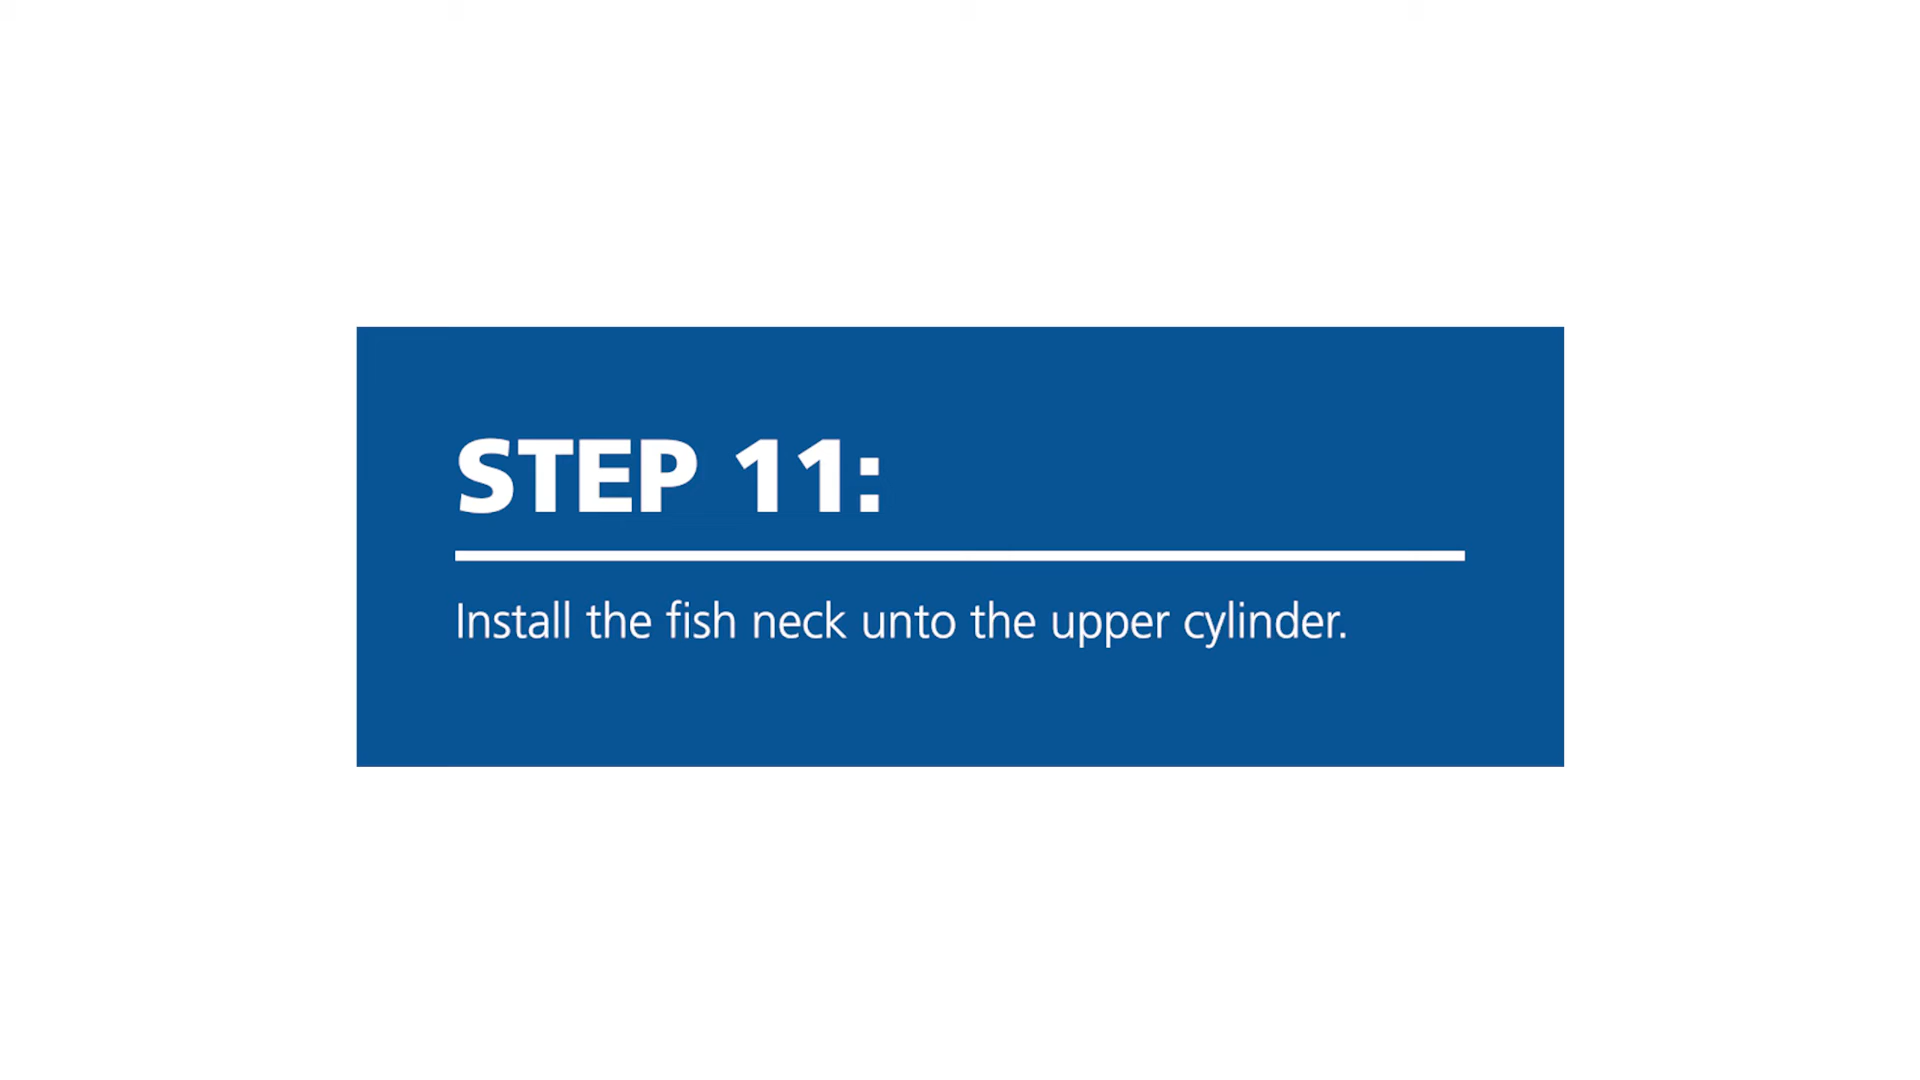 STEP 11:
Install the fish neck unto the upper cylinder.